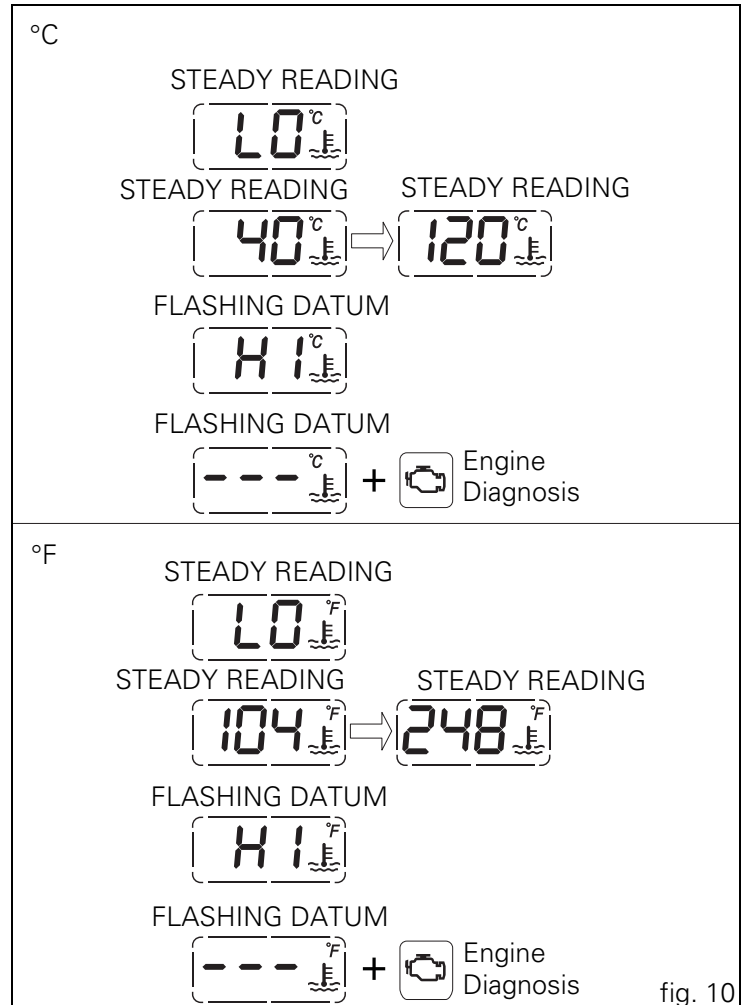 °C
STEADY READING
LO °C
STEADY READING STEADY READING
40 °C 120 °C
FLASHING DATUM
HI °C
FLASHING DATUM
--- °C + Engine
Diagnosis
°F
STEADY READING
LO °F
STEADY READING STEADY READING
104 °F 248 °F
FLASHING DATUM
HI °F
FLASHING DATUM
--- °F + Engine
Diagnosis
fig. 10